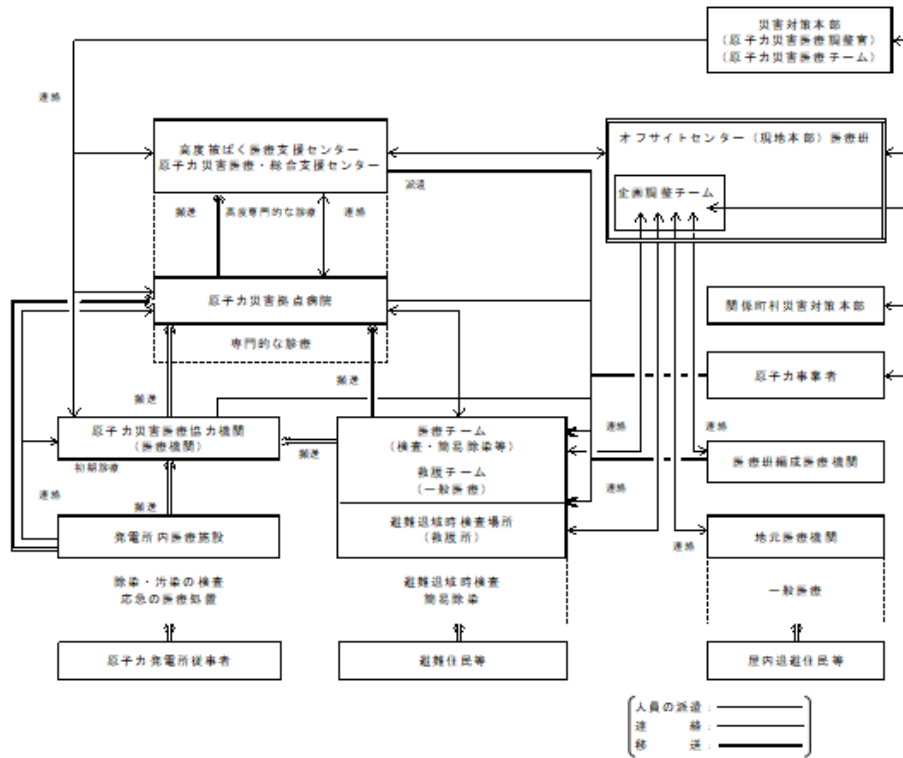 災害対策本部
（原子力災害医療調整官）
（原子力災害医療チーム）
連絡
高度被ばく医療支援センター
原子力災害医療・総合支援センター
オフサイトセンター（現地本部）医療班
企画調整チーム
派遣
搬送
高度専門的な診療
連絡
原子力災害拠点病院
専門的な診療
関係町村災害対策本部
原子力事業者
搬送
搬送
原子力災害医療協力機関
（医療機関）
初期診療
搬送
医療チーム
（検査・簡易除染等）
救護チーム
（一般医療）
連絡
連絡
医療班編成医療機関
連絡
連絡
搬送
発電所内医療施設
避難退域時検査場所
（救護所）
連絡
地元医療機関
除染・汚染の検査
応急の医療処置
避難退域時検査
簡易除染
一般医療
原子力発電所従事者
避難住民等
屋内退避住民等
人員の派遣：
連　　絡：
移　　送：